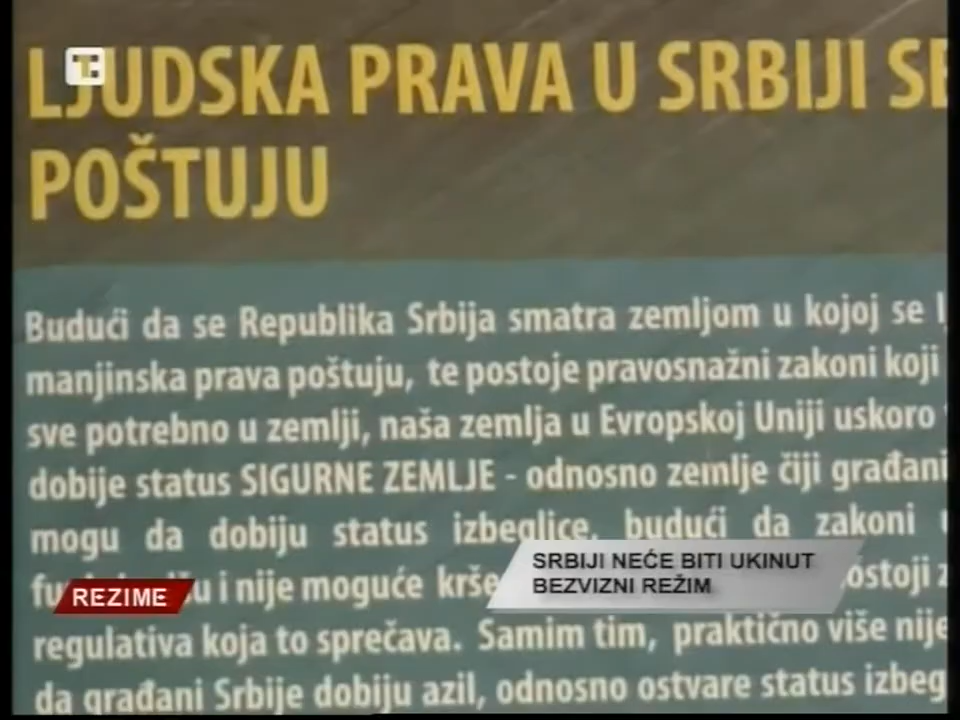 LJUDSKA PRAVA U SRBIJI SE
POŠTUJU
Budući da se Republika Srbija smatra zemljom u kojoj se
manjinska prava poštuju, te postoje pravosnažni zakoni koji
sve potrebno u zemlji, naša zemlja u Evropskoj Uniji uskoro
dobije status SIGURNE ZEMLJE - odnosno zemlje čiji građani
mogu da dobiju status izbeglice, budući da zakoni
i nije moguće krše
regulativa koja to sprečava. Samim tim, praktično više nije
da građani Srbije dobiju azil, odnosno ostvare status izbeg
REZIME
SRBIJI NEĆE BITI UKINUT
BEZVIZNI REŽIM